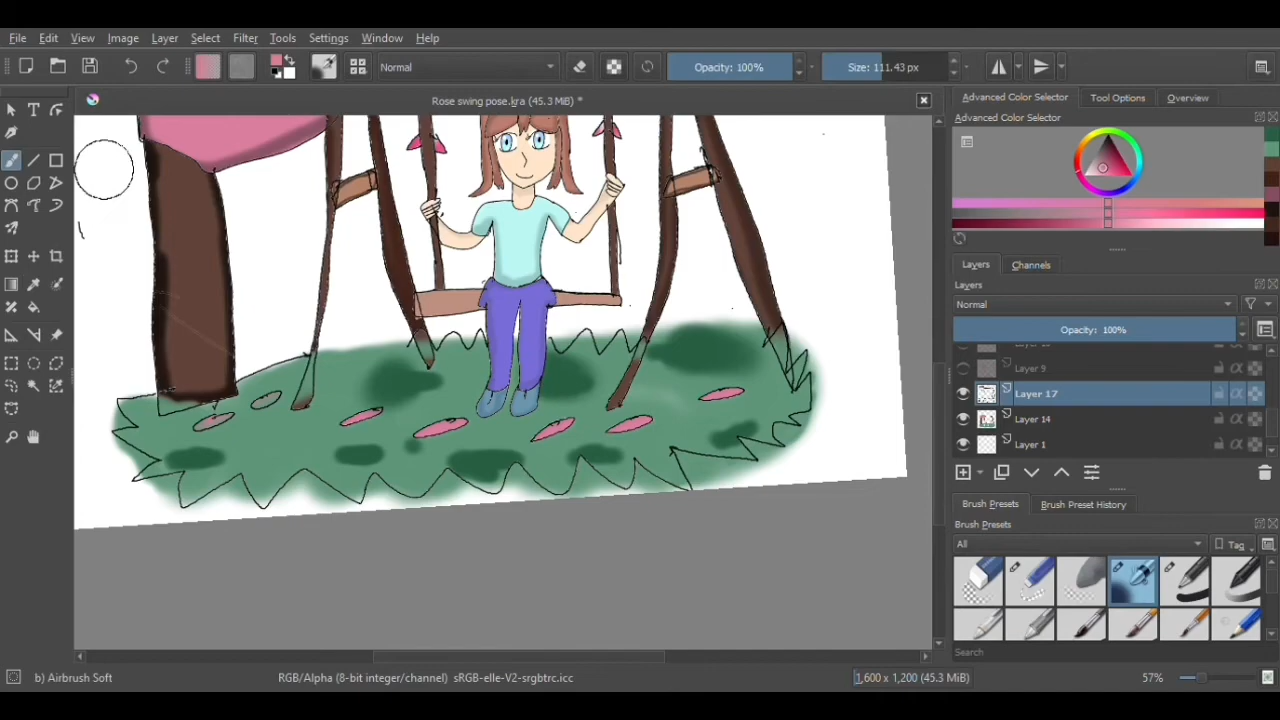 File Edit View Image Layer Select Filter Tools Settings Window Help
Normal Opacity: 100% Size: 111.43 px
Rose swing pose.kra (45.3 MiB) *
Advanced Color Selector Tool Options Overview
Advanced Color Selector
Layers Channels
Layers
Normal
Opacity: 100%
Layer 9
Layer 17
Layer 14
Layer 1
Brush Presets Brush Preset History
Brush Presets
All Tag
Search
b) Airbrush Soft RGB/Alpha (8-bit integer/channel) sRGB-elle-V2-srgbtrc.icc 1,600 x 1,200 (45.3 MiB) 57%